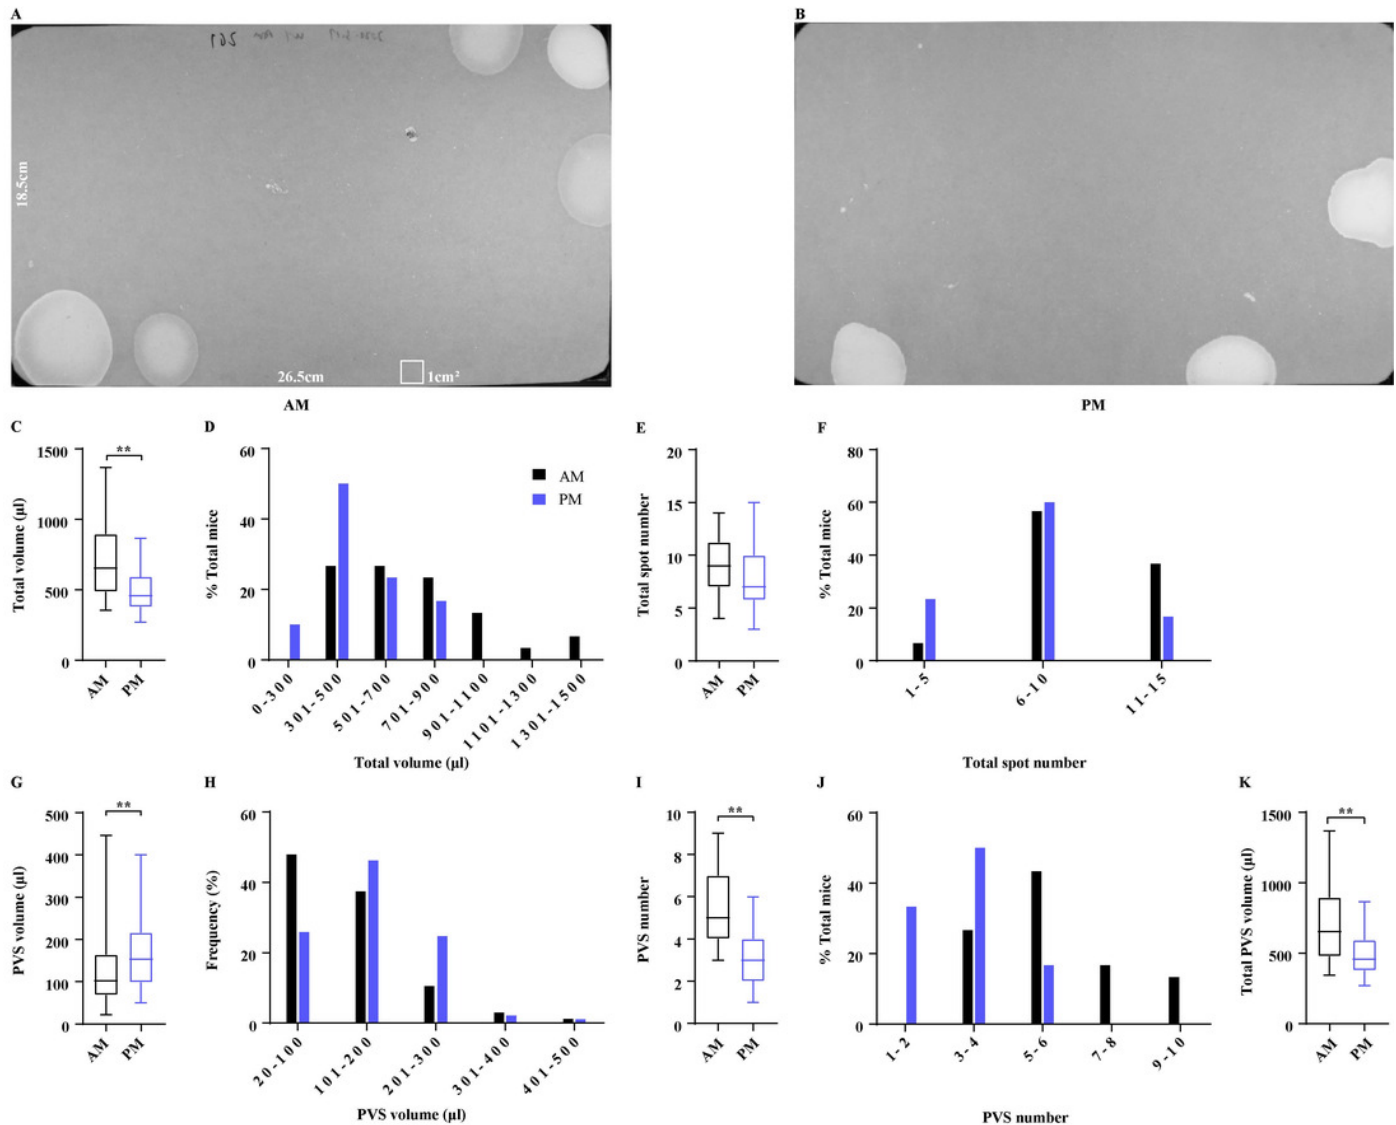 A
B
261
18.5cm
26.5cm
1cm²
AM
PM
C
D
E
F
1500
1000
500
0
Total volume (µl)
**
AM
PM
60
40
20
0
% Total mice
AM
PM
0-300
301-500
501-700
701-900
901-1100
1101-1300
1301-1500
Total volume (µl)
20
15
10
5
0
Total spot number
AM
PM
80
60
40
20
0
% Total mice
1-5
6-10
11-15
Total spot number
G
H
I
J
K
500
400
300
200
100
0
PVS volume (µl)
**
AM
PM
60
40
20
0
Frequency (%)
20-100
101-200
201-300
301-400
401-500
PVS volume (µl)
10
8
6
4
2
0
PVS number
**
AM
PM
60
40
20
0
% Total mice
1-2
3-4
5-6
7-8
9-10
PVS number
1500
1000
500
0
Total PVS volume (µl)
**
AM
PM